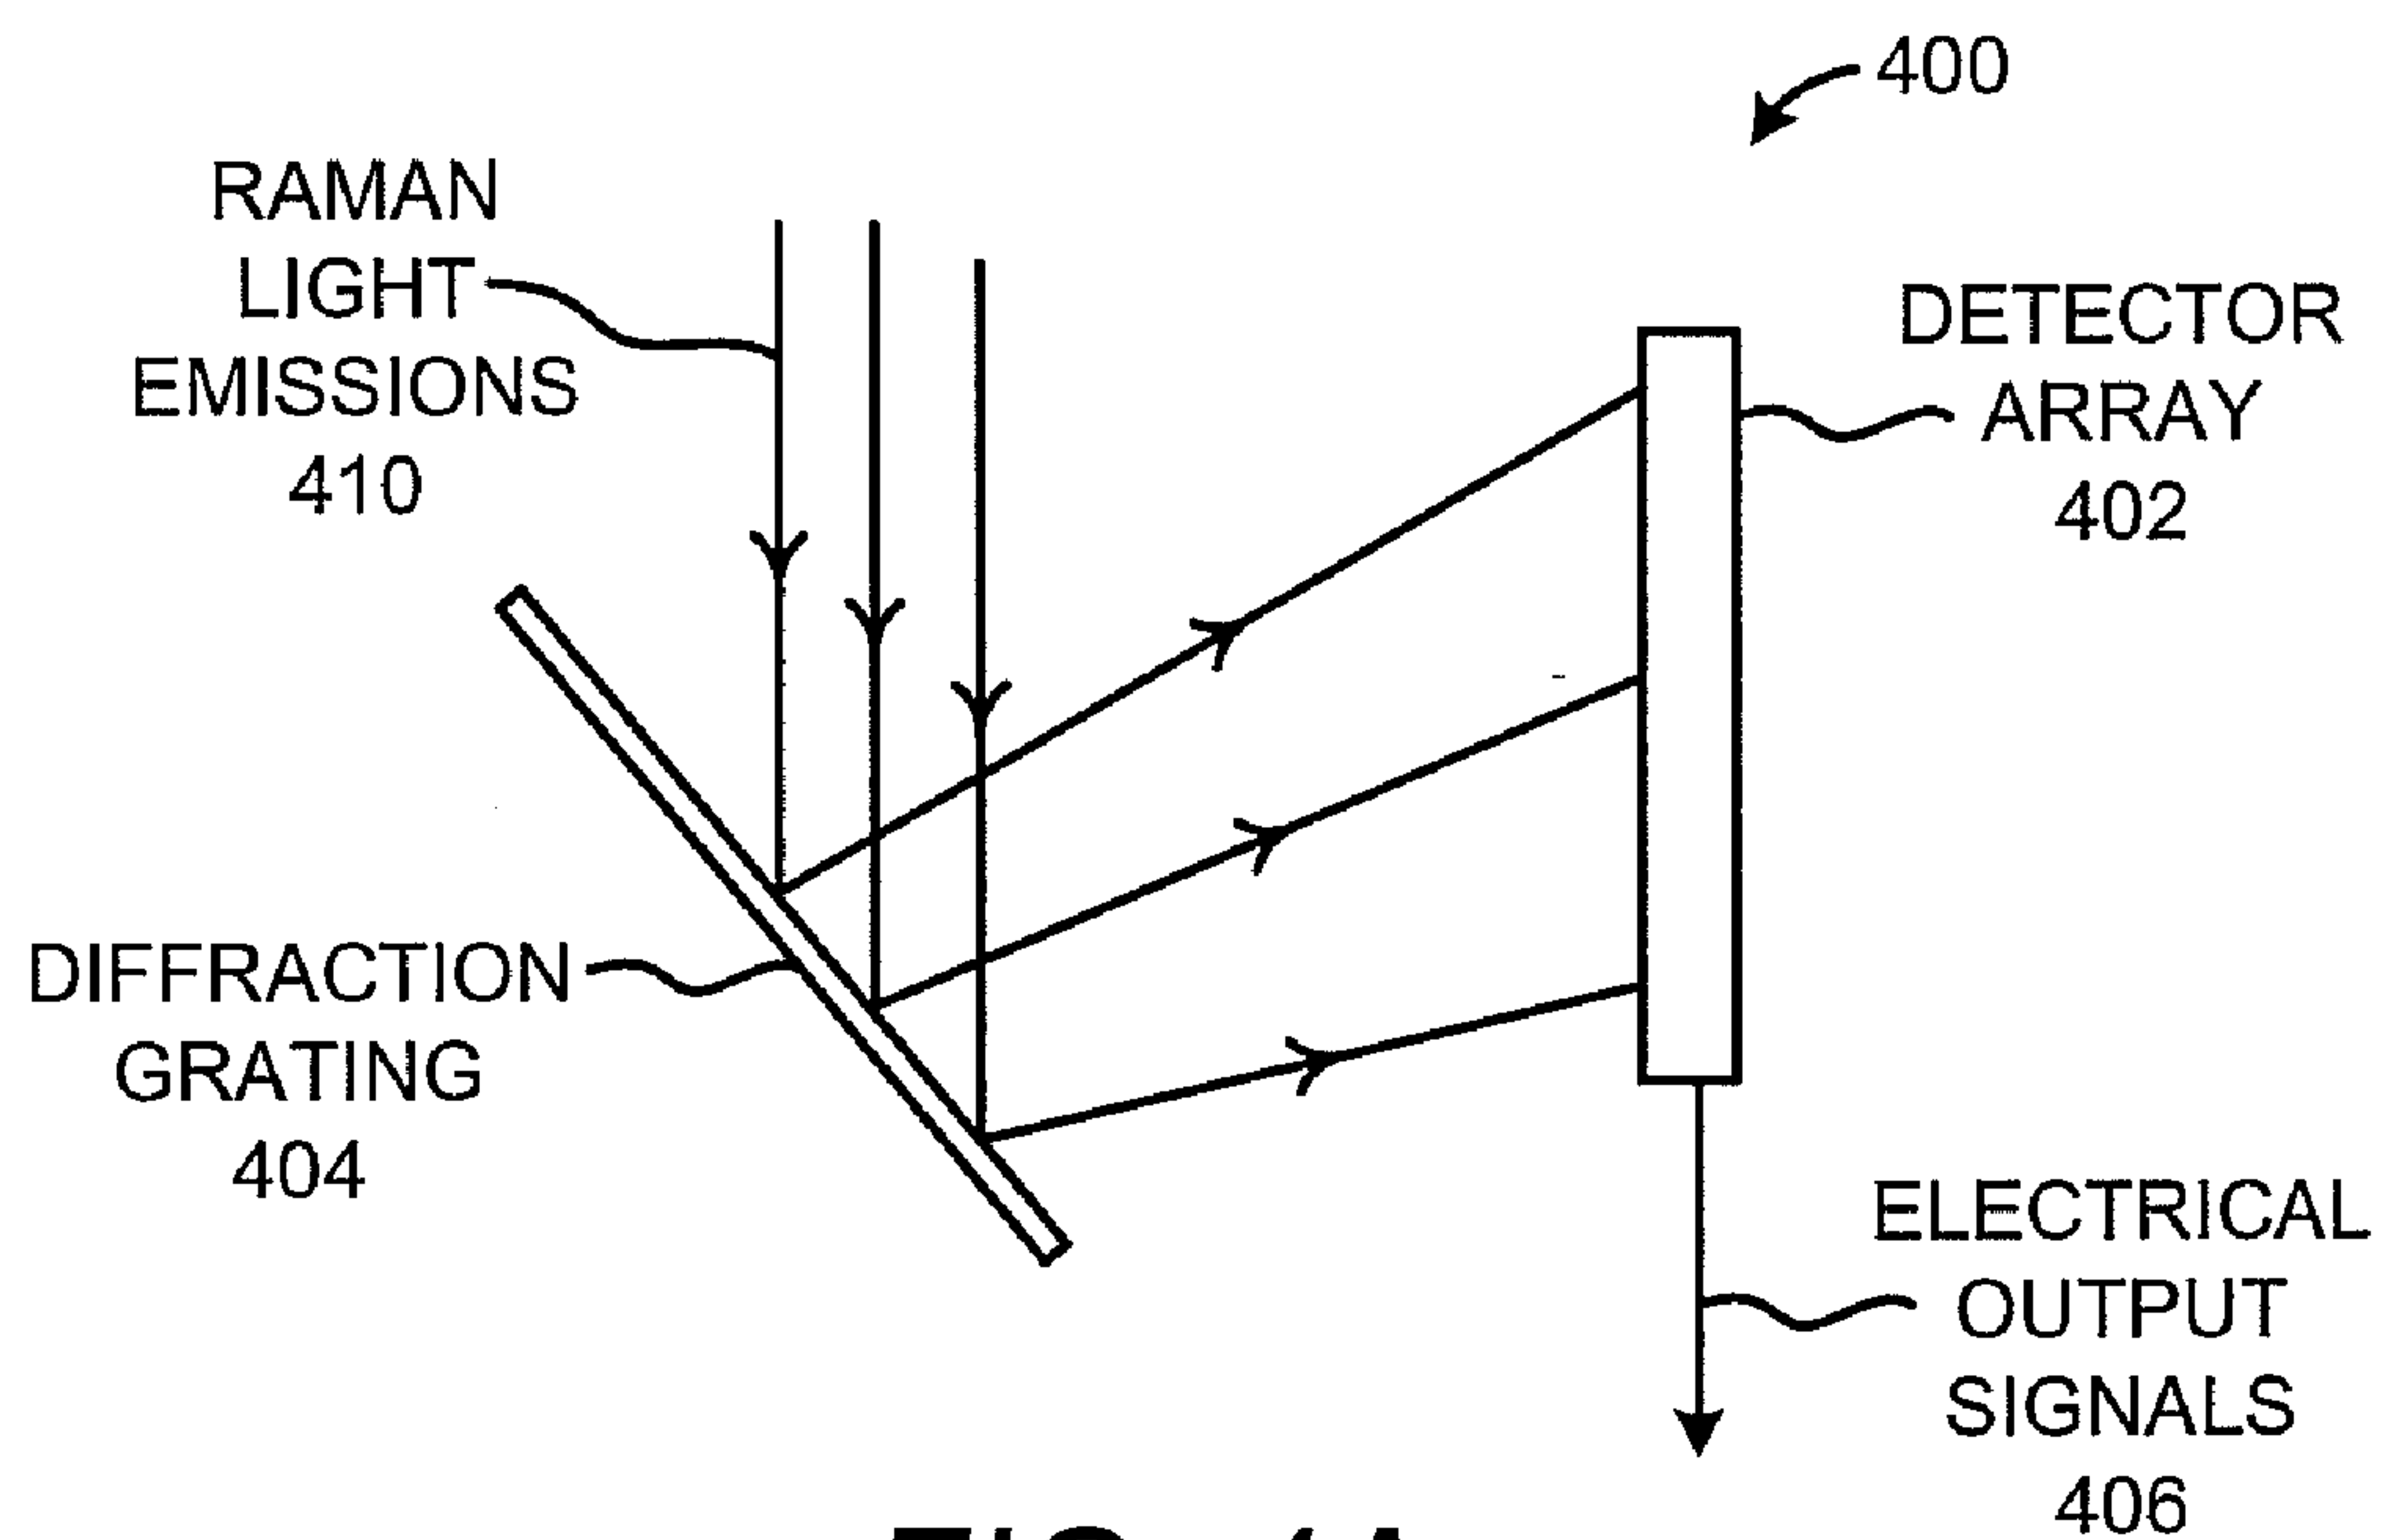 400
RAMAN
LIGHT
EMISSIONS
410
DETECTOR
ARRAY
402
DIFFRACTION
GRATING
404
ELECTRICAL
OUTPUT
SIGNALS
406